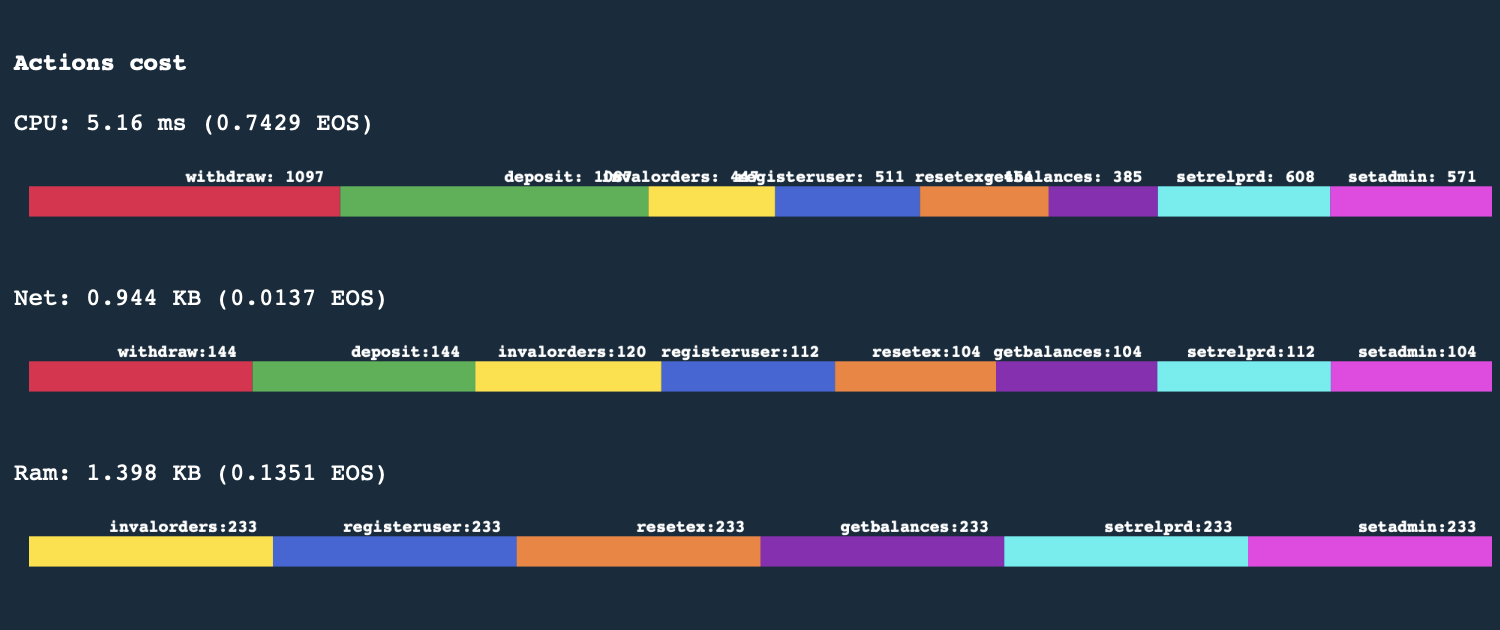 Actions cost
CPU: 5.16 ms (0.7429 EOS)
withdraw: 1097 deposit: 1087 invalorders: 447 registeruser: 511 resetex: 454 getbalances: 385 setrelprd: 608 setadmin: 571
Net: 0.944 KB (0.0137 EOS)
withdraw:144 deposit:144 invalorders:120 registeruser:112 resetex:104 getbalances:104 setrelprd:112 setadmin:104
Ram: 1.398 KB (0.1351 EOS)
invalorders:233 registeruser:233 resetex:233 getbalances:233 setrelprd:233 setadmin:233